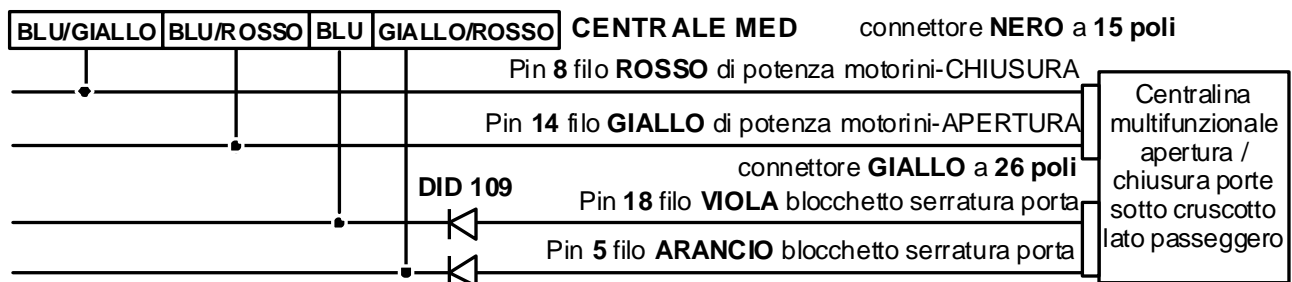 BLU/GIALLO BLU/ROSSO BLU GIALLO/ROSSO CENTRALE MED connettore NERO a 15 poli
Pin 8 filo ROSSO di potenza motorini-CHIUSURA
Pin 14 filo GIALLO di potenza motorini-APERTURA
connettore GIALLO a 26 poli
DID 109
Pin 18 filo VIOLA blocchetto serratura porta
Pin 5 filo ARANCIO blocchetto serratura porta
Centralina
multifunzionale
apertura /
chiusura porte
sotto cruscotto
lato passeggero